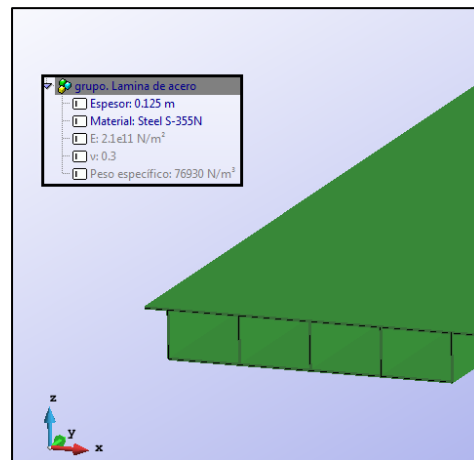 grupo. Lamina de acero
Espesor: 0.125 m
Material: Steel S-355N
E: 2.1e11 N/m²
v: 0.3
Peso específico: 76930 N/m³
z
y
x